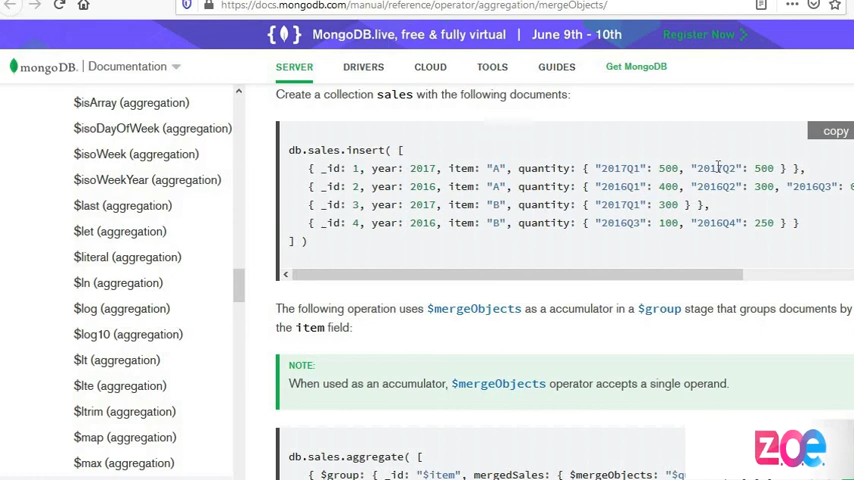 https://docs.mongodb.com/manual/reference/operator/aggregation/mergeObjects/
MongoDB.live, free & fully virtual | June 9th - 10th
Register Now >
mongoDB. | Documentation
SERVER DRIVERS CLOUD TOOLS GUIDES Get MongoDB
$isArray (aggregation)
$isoDayOfWeek (aggregation)
$isoWeek (aggregation)
$isoWeekYear (aggregation)
$last (aggregation)
$let (aggregation)
$literal (aggregation)
$ln (aggregation)
$log (aggregation)
$log10 (aggregation)
$lt (aggregation)
$lte (aggregation)
$ltrim (aggregation)
$map (aggregation)
$max (aggregation)
Create a collection sales with the following documents:
copy
db.sales.insert( [
{ _id: 1, year: 2017, item: "A", quantity: { "2017Q1": 500, "2017Q2": 500 } },
{ _id: 2, year: 2016, item: "A", quantity: { "2016Q1": 400, "2016Q2": 300, "2016Q3":
{ _id: 3, year: 2017, item: "B", quantity: { "2017Q1": 300 } },
{ _id: 4, year: 2016, item: "B", quantity: { "2016Q3": 100, "2016Q4": 250 } }
] )
The following operation uses $mergeObjects as a accumulator in a $group stage that groups documents by
the item field:
NOTE:
When used as an accumulator, $mergeObjects operator accepts a single operand.
db.sales.aggregate( [
{ $group: { _id: "$item", mergedSales: { $mergeObjects: "$qu
z.o.e